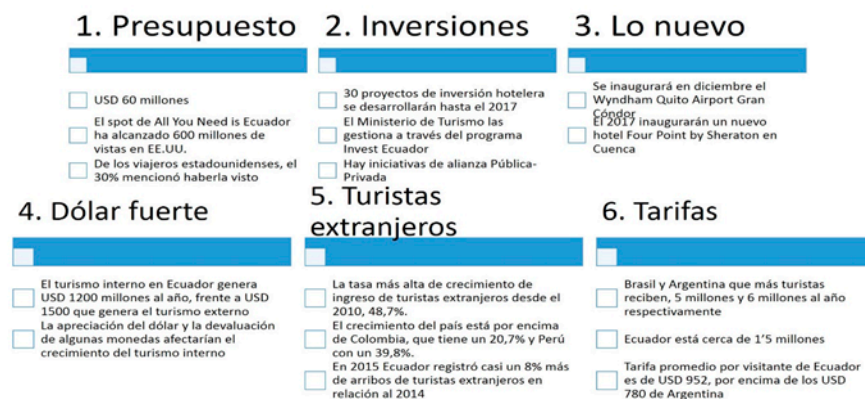 1. Presupuesto
USD 60 millones
El spot de All You Need is Ecuador
ha alcanzado 600 millones de
vistas en EE.UU.
De los viajeros estadounidenses, el
30% mencionó haberla visto
2. Inversiones
30 proyectos de inversión hotelera
se desarrollarán hasta el 2017
El Ministerio de Turismo las
gestiona a través del programa
Invest Ecuador
Hay iniciativas de alianza Pública-
Privada
3. Lo nuevo
Se inaugurará en diciembre el
Wyndham Quito Airport Gran
Cóndor
El 2017 inaugurarán un nuevo
hotel Four Point by Sheraton en
Cuenca
4. Dólar fuerte
El turismo interno en Ecuador genera
USD 1200 millones al año, frente a USD
1500 que genera el turismo externo
La apreciación del dólar y la devaluación
de algunas monedas afectarían el
crecimiento del turismo interno
5. Turistas
extranjeros
La tasa más alta de crecimiento de
ingreso de turistas extranjeros desde el
2010, 48,7%.
El crecimiento del país está por encima
de Colombia, que tiene un 20,7% y Perú
con un 39,8%.
En 2015 Ecuador registró casi un 8% más
de arribos de turistas extranjeros en
relación al 2014
6. Tarifas
Brasil y Argentina que más turistas
reciben, 5 millones y 6 millones al año
respectivamente
Ecuador está cerca de 1'5 millones
Tarifa promedio por visitante de Ecuador
es de USD 952, por encima de los USD
780 de Argentina